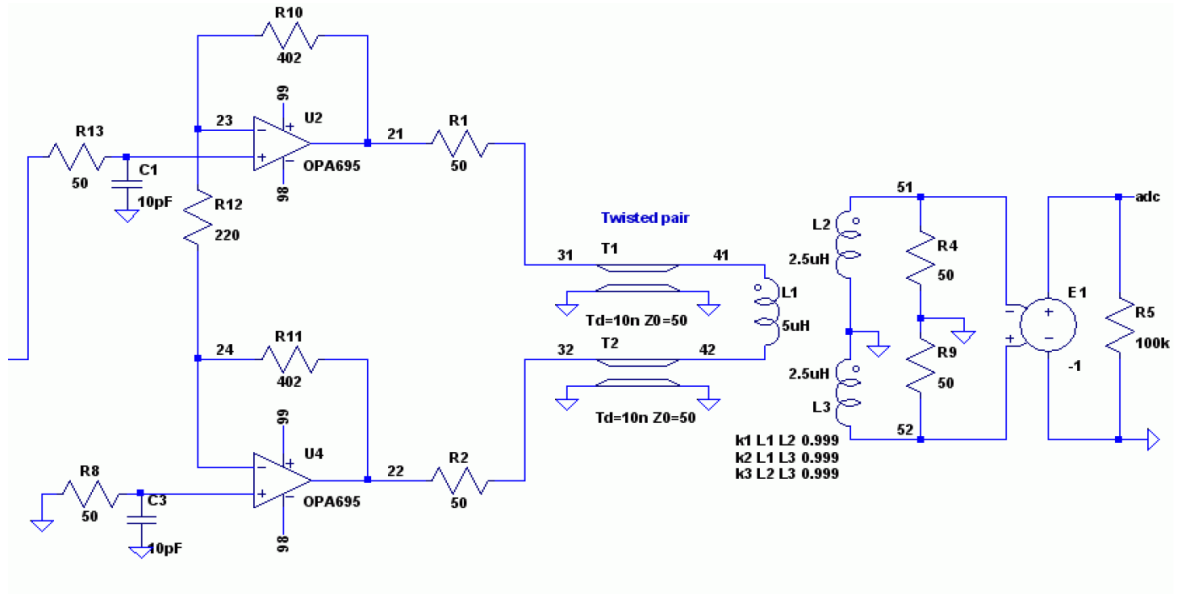 R10
402
99
23
U2
21
R1
R13
C1
OPA695
50
50
10pF
98
R12
51
220
Twisted pair
adc
L2
31
T1
41
R4
2.5uH
50
L1
E1
Td=10n Z0=50
5uH
R5
24
R11
32
T2
42
R9
100k
402
2.5uH
50
-1
99
L3
Td=10n Z0=50
52
U4
k1 L1 L2 0.999
k2 L1 L3 0.999
k3 L2 L3 0.999
R8
22
R2
C3
OPA695
50
50
10pF
98